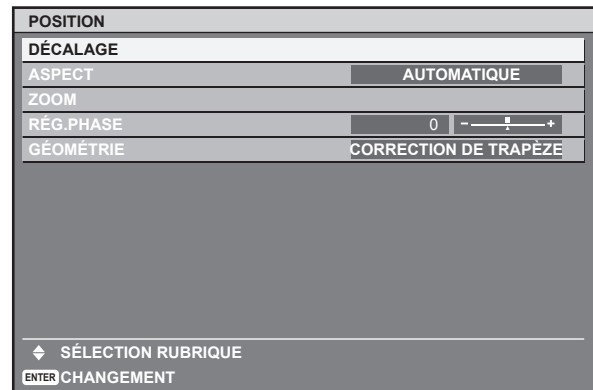 POSITION
DÉCALAGE
ASPECT AUTOMATIQUE
ZOOM
RÉG.PHASE 0 - +
GÉOMÉTRIE CORRECTION DE TRAPÈZE
SÉLECTION RUBRIQUE
ENTER CHANGEMENT